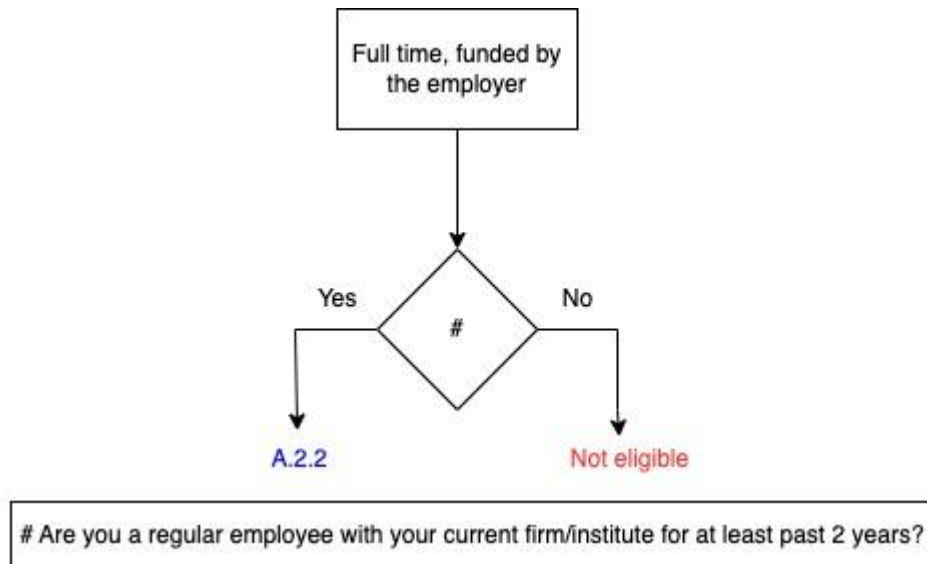 Full time, funded by
the employer
Yes
No
#
A.2.2
Not eligible
# Are you a regular employee with your current firm/institute for at least past 2 years?